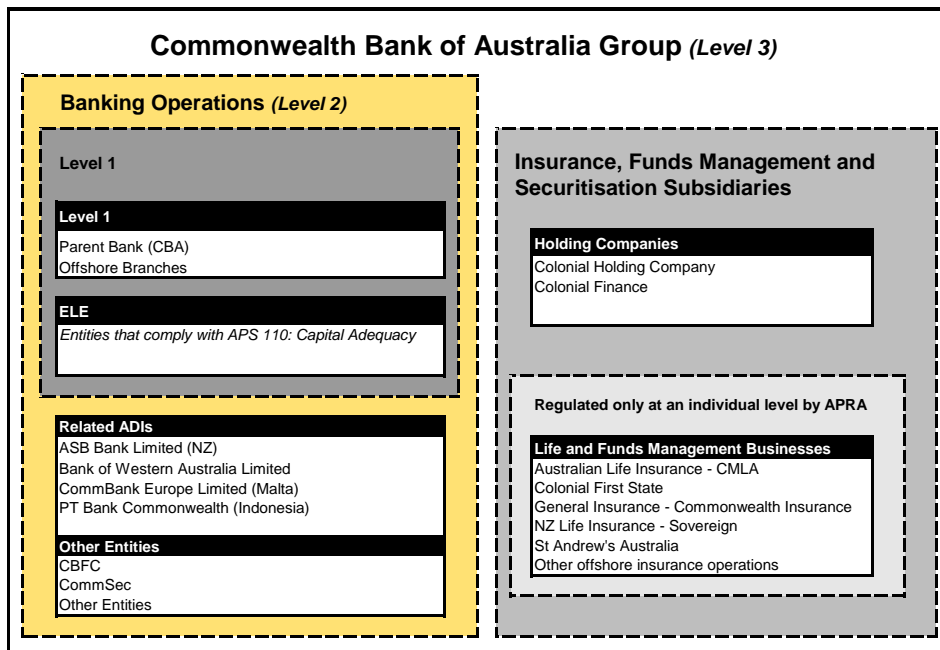 Commonwealth Bank of Australia Group (Level 3)
Banking Operations (Level 2)
Level 1
Level 1
Parent Bank (CBA)
Offshore Branches
ELE
Entities that comply with APS 110: Capital Adequacy
Related ADIs
ASB Bank Limited (NZ)
Bank of Western Australia Limited
CommBank Europe Limited (Malta)
PT Bank Commonwealth (Indonesia)
Other Entities
CBFC
CommSec
Other Entities
Insurance, Funds Management and
Securitisation Subsidiaries
Holding Companies
Colonial Holding Company
Colonial Finance
Regulated only at an individual level by APRA
Life and Funds Management Businesses
Australian Life Insurance - CMLA
Colonial First State
General Insurance - Commonwealth Insurance
NZ Life Insurance - Sovereign
St Andrew's Australia
Other offshore insurance operations